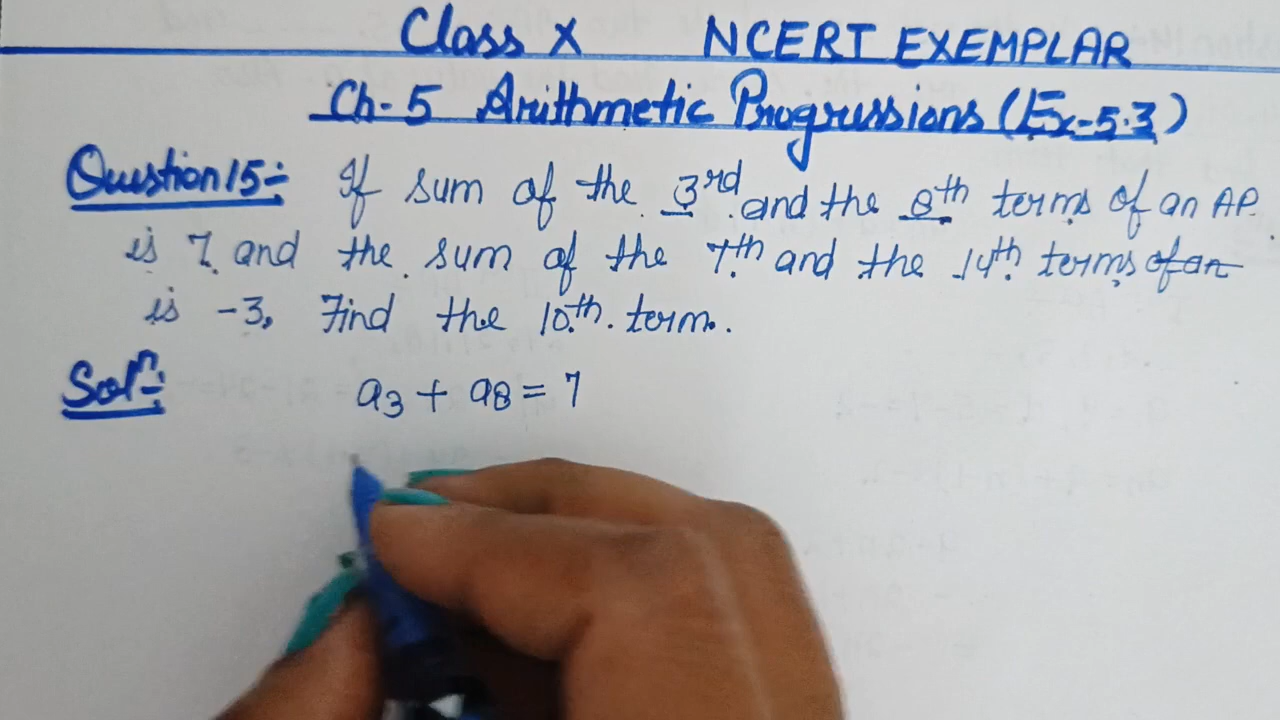 Class X NCERT EXEMPLAR
Ch-5 Arithmetic Progressions (Ex-5.3)
Question 15:- If sum of the 3rd and the 8th terms of an AP.
is 7 and the sum of the 7th and the 14th terms of an
is -3, Find the 10th term.
Solⁿ:- a₃ + a₈ = 7